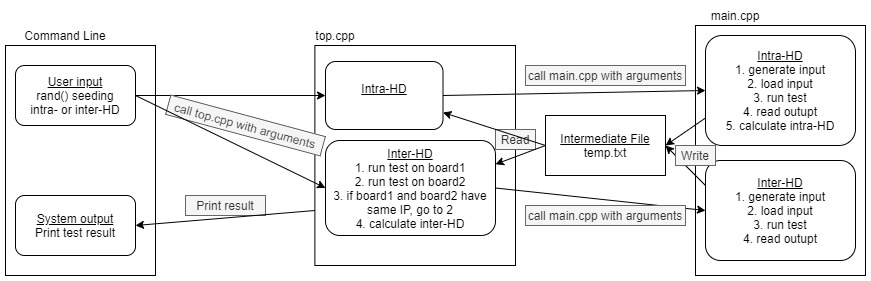 Command Line
User input
rand() seeding
intra- or inter-HD
call top.cpp with arguments
System output
Print test result
Print result
top.cpp
Intra-HD
Inter-HD
1. run test on board1
2. run test on board2
3. if board1 and board2 have
same IP, go to 2
4. calculate inter-HD
call main.cpp with arguments
Read
Intermediate File
temp.txt
Write
call main.cpp with arguments
main.cpp
Intra-HD
1. generate input
2. load input
3. run test
4. read outupt
5. calculate intra-HD
Inter-HD
1. generate input
2. load input
3. run test
4. read outupt